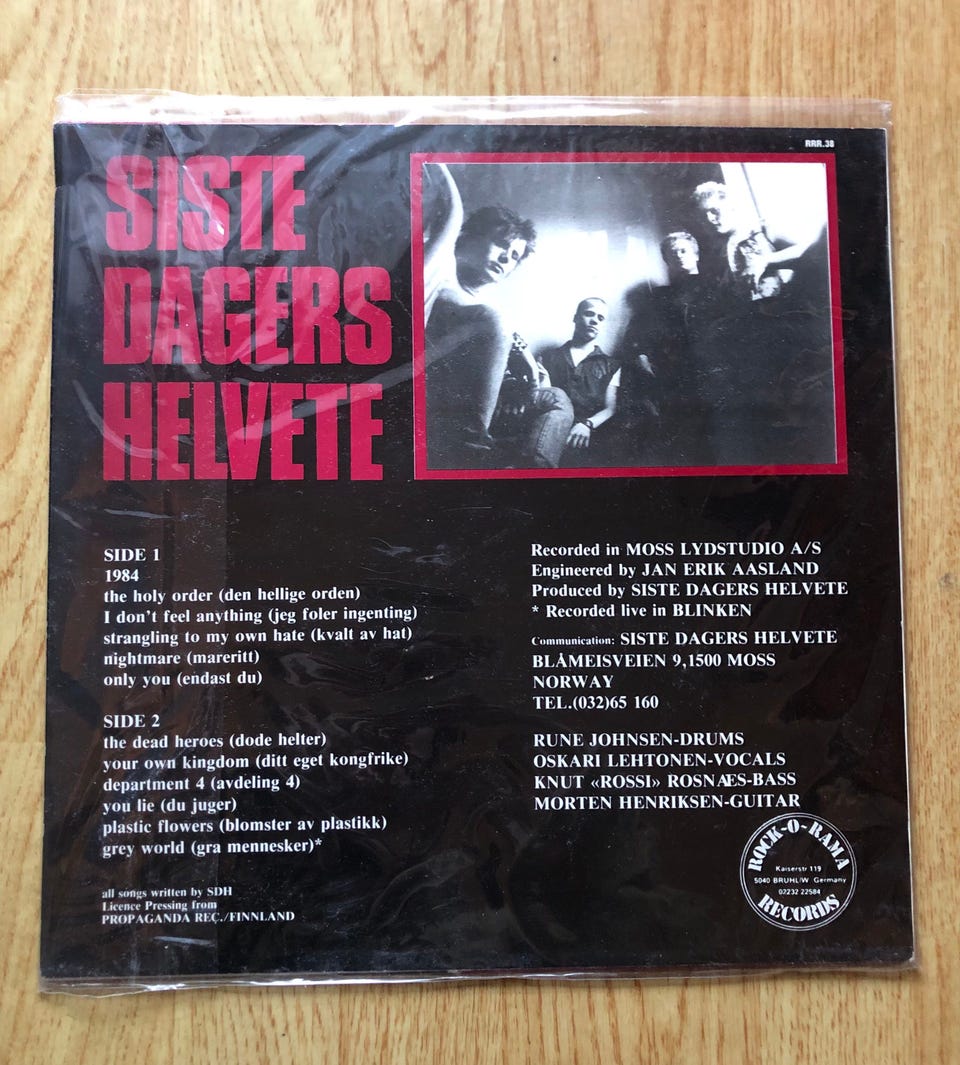 RRR.38
SISTE
DAGERS
HELVETE
SIDE 1
1984
the holy order (den hellige orden)
I don't feel anything (jeg foler ingenting)
strangling to my own hate (kvalt av hat)
nightmare (mareritt)
only you (endast du)
SIDE 2
the dead heroes (dode helter)
your own kingdom (ditt eget kongfrike)
department 4 (avdeling 4)
you lie (du juger)
plastic flowers (blomster av plastikk)
grey world (gra mennesker)*
all songs written by SDH
Licence Pressing from
PROPAGANDA REC./FINNLAND
Recorded in MOSS LYDSTUDIO A/S
Engineered by JAN ERIK AASLAND
Produced by SISTE DAGERS HELVETE
* Recorded live in BLINKEN
Communication: SISTE DAGERS HELVETE
BLÅMEISVEIEN 9,1500 MOSS
NORWAY
TEL.(032)65 160
RUNE JOHNSEN-DRUMS
OSKARI LEHTONEN-VOCALS
KNUT «ROSSI» ROSNÆS-BASS
MORTEN HENRIKSEN-GUITAR
ROCK-O-RAMA
Kaiserstr 119
5040 BRUHL/W Germany
02232 22584
RECORDS